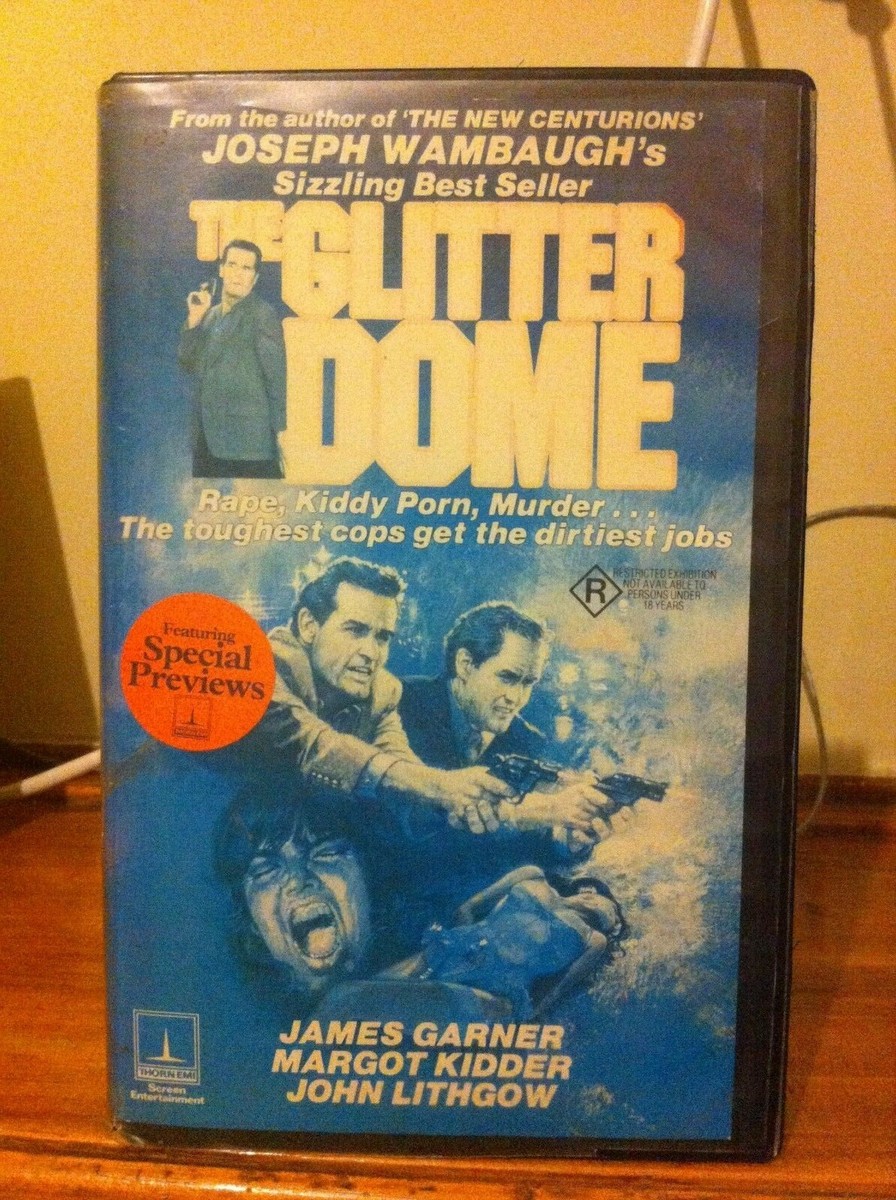 From the author of 'THE NEW CENTURIONS'
JOSEPH WAMBAUGH's
Sizzling Best Seller
THE GLITTER
DOME
Rape, Kiddy Porn, Murder . . .
The toughest cops get the dirtiest jobs
R
RESTRICTED EXHIBITION
NOT AVAILABLE TO
PERSONS UNDER
18 YEARS
Featuring
Special
Previews
JAMES GARNER
MARGOT KIDDER
JOHN LITHGOW
THORN EMI
Screen
Entertainment